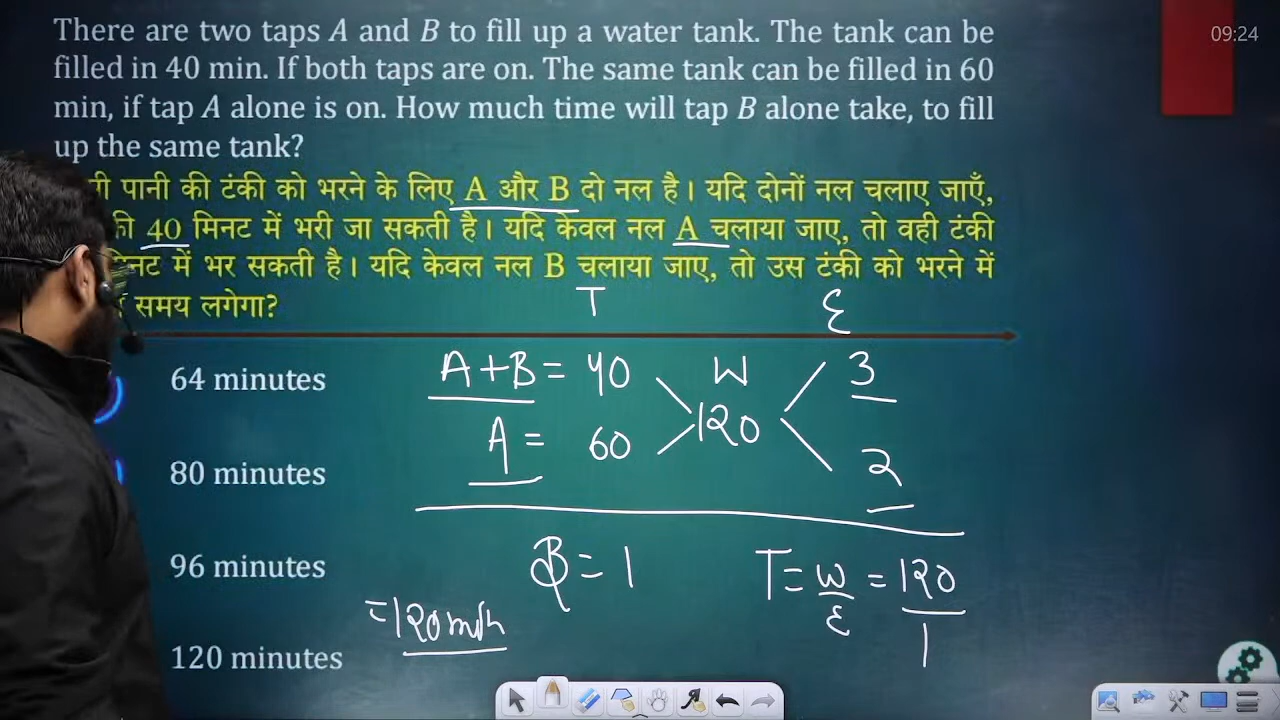 There are two taps A and B to fill up a water tank. The tank can be
09:24
filled in 40 min. If both taps are on. The same tank can be filled in 60
min, if tap A alone is on. How much time will tap B alone take, to fill
up the same tank?
पानी की टंकी को भरने के लिए A और B दो नल है। यदि दोनों नल चलाए जाएँ,
40 मिनट में भरी जा सकती है। यदि केवल नल A चलाया जाए, तो वही टंकी
में भर सकती है। यदि केवल नल B चलाया जाए, तो उस टंकी को भरने में
समय लगेगा?
T ε
64 minutes
A+B = 40 W 3
A = 60 120 2
80 minutes
96 minutes
B = 1 T = W/ε = 120/1
= 120 min
120 minutes